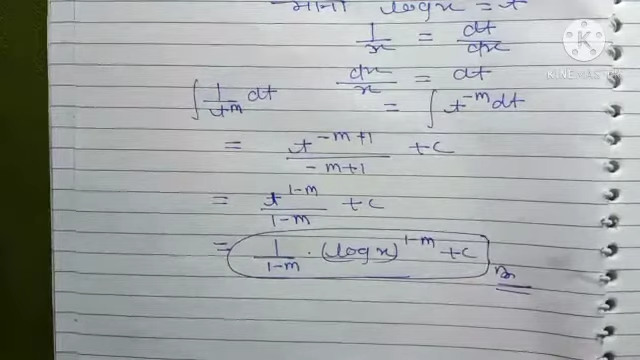 माना log x = t
1/x = dt/dx
dx/x = dt
∫ 1/t^m dt = ∫ t^-m dt
= t^-m+1/-m+1 + c
= t^1-m/1-m + c
= 1/1-m · (log x)^1-m + c
KINEMASTER